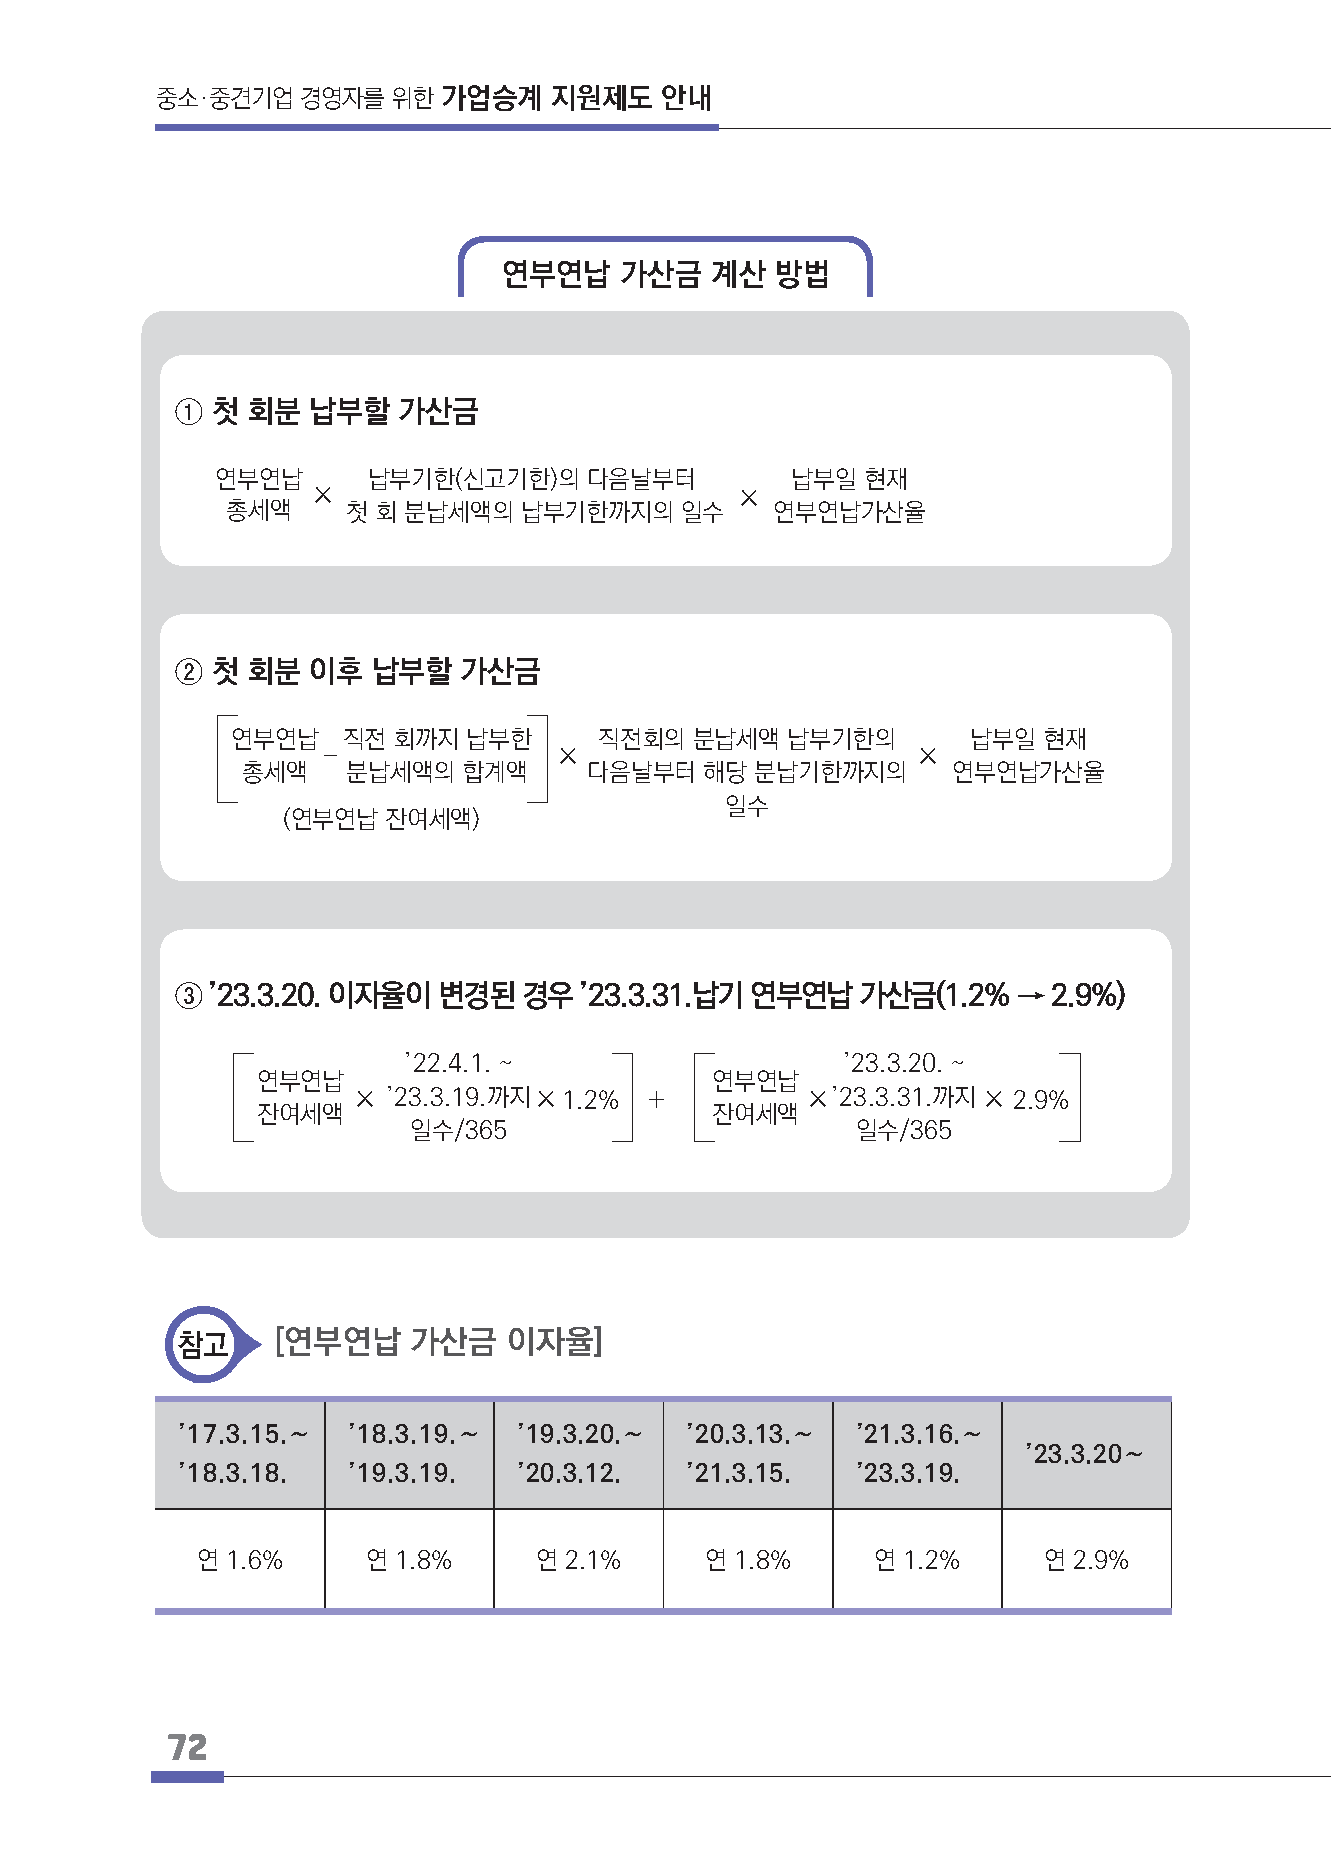 중소·중견기업 경영자를 위한 가업승계 지원제도 안내
연부연납 가산금 계산 방법
① 첫 회분 납부할 가산금
연부연납 총세액 × 납부기한(신고기한)의 다음날부터 첫 회 분납세액의 납부기한까지의 일수 × 납부일 현재 연부연납가산율
② 첫 회분 이후 납부할 가산금
[연부연납 총세액 - 직전 회까지 납부한 분납세액의 합계액] × 직전회의 분납세액 납부기한의 다음날부터 해당 분납기한까지의 일수 × 납부일 현재 연부연납가산율
(연부연납 잔여세액)
③ ’23.3.20. 이자율이 변경된 경우 ’23.3.31.납기 연부연납 가산금(1.2% → 2.9%)
[연부연납 잔여세액 × ’22.4.1. ~ ’23.3.19.까지 일수/365 × 1.2%] + [연부연납 잔여세액 × ’23.3.20. ~ ’23.3.31.까지 일수/365 × 2.9%]
참고 [연부연납 가산금 이자율]
’17.3.15.~ ’18.3.19.~ ’19.3.20.~ ’20.3.13.~ ’21.3.16.~ ’23.3.20~
’18.3.18. ’19.3.19. ’20.3.12. ’21.3.15. ’23.3.19.
연 1.6% 연 1.8% 연 2.1% 연 1.8% 연 1.2% 연 2.9%
72